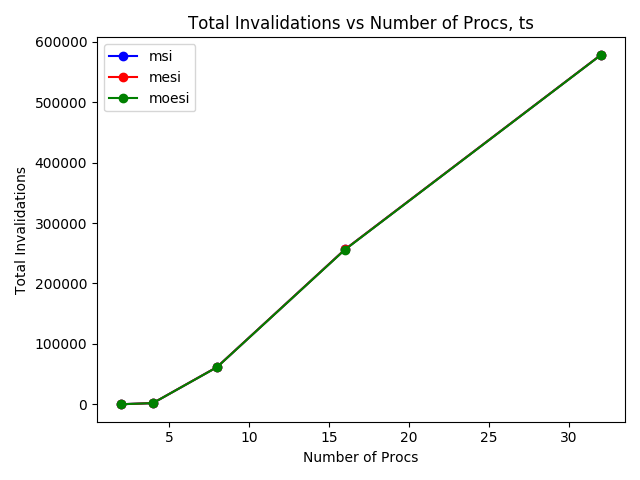 Total Invalidations vs Number of Procs, ts
msi
mesi
moesi
600000
500000
400000
300000
200000
100000
0
Total Invalidations
5 10 15 20 25 30
Number of Procs